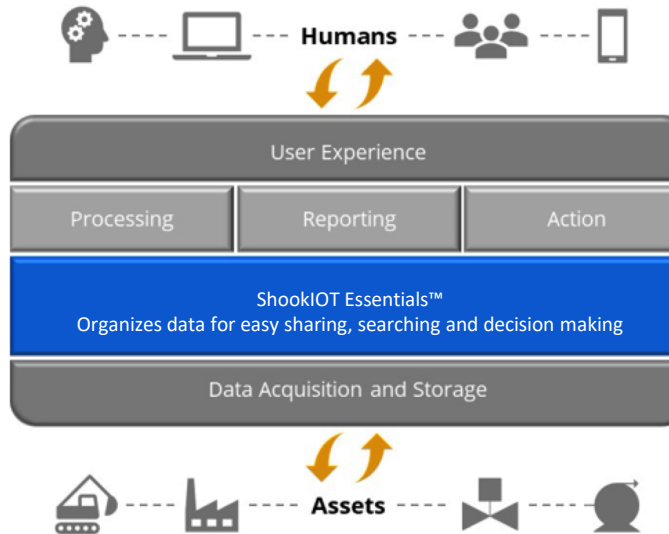 Humans
User Experience
Processing
Reporting
Action
ShookIOT Essentials™
Organizes data for easy sharing, searching and decision making
Data Acquisition and Storage
Assets